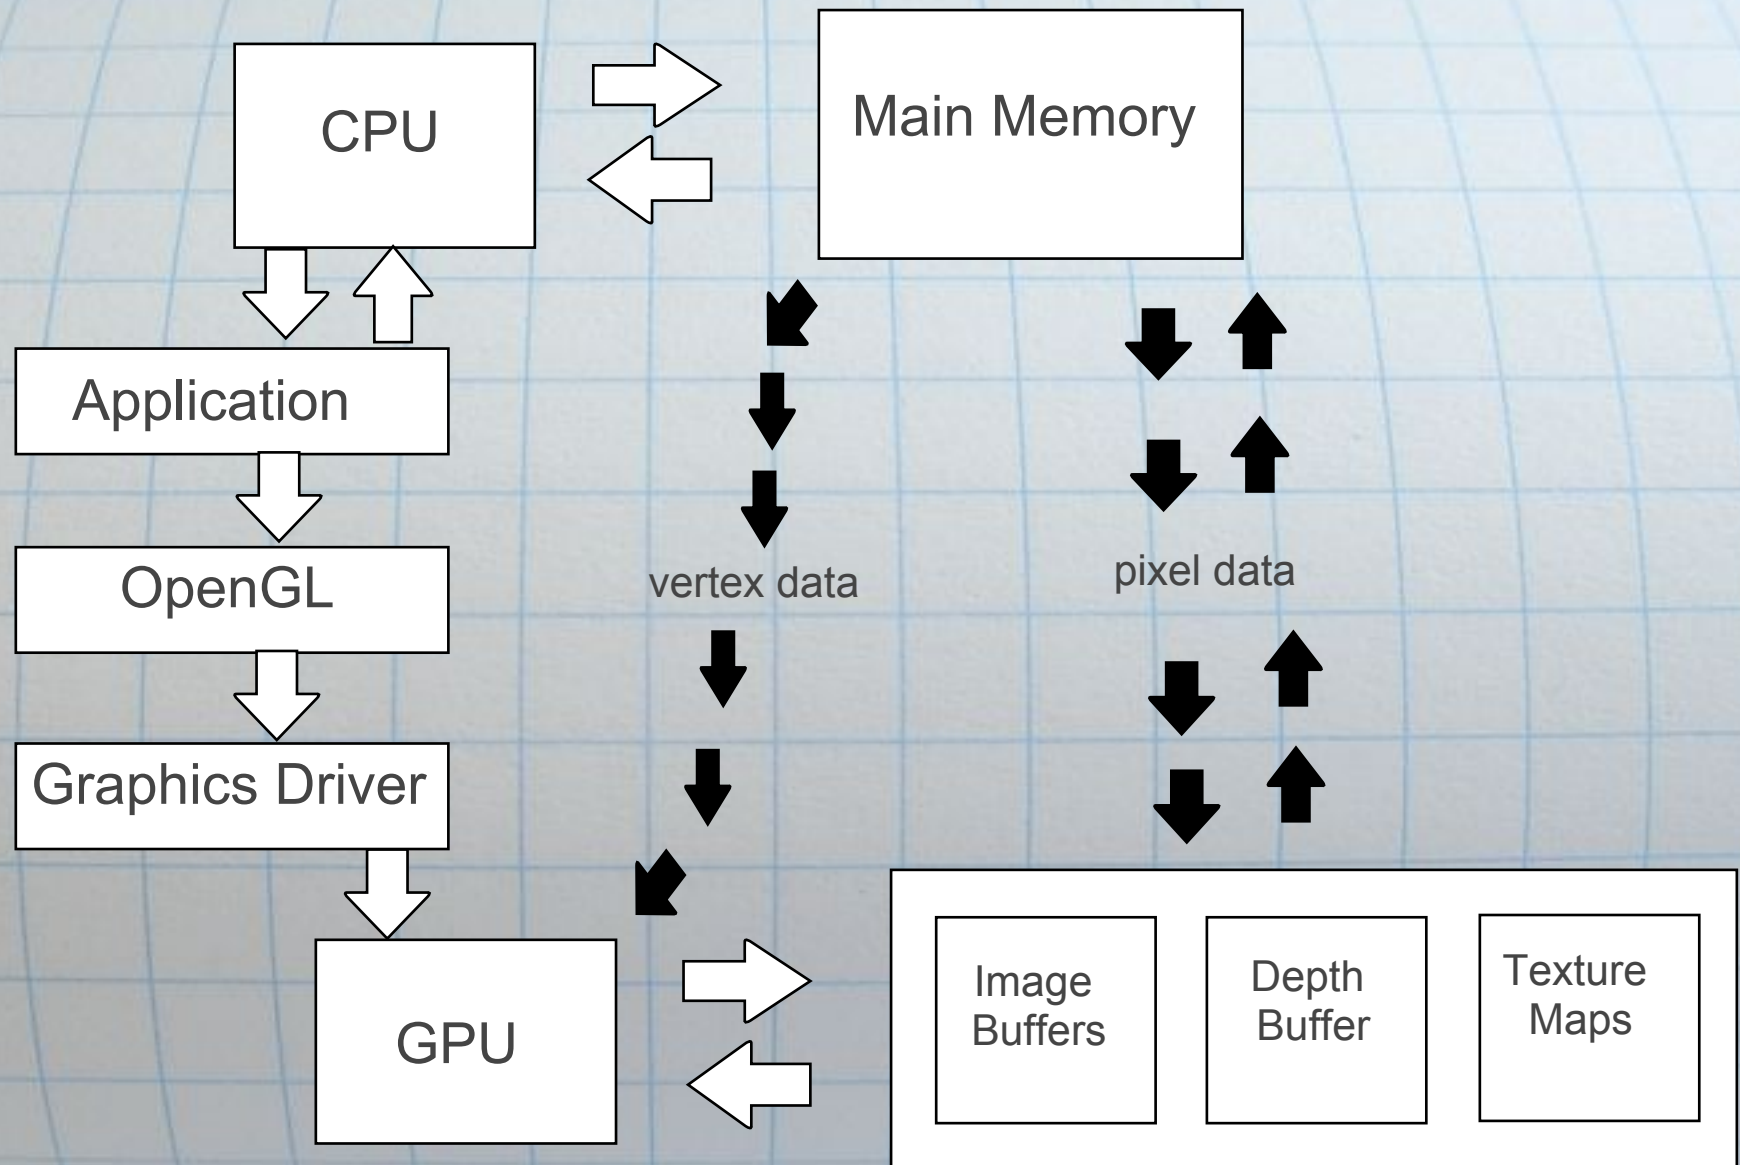 CPU
Main Memory
Application
OpenGL
vertex data
pixel data
Graphics Driver
GPU
Image
Buffers
Depth
Buffer
Texture
Maps